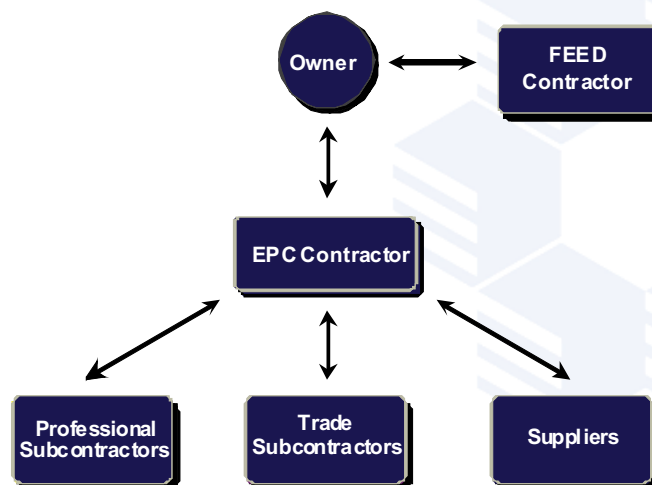 Owner
FEED
Contractor
EPC Contractor
Professional
Subcontractors
Trade
Subcontractors
Suppliers